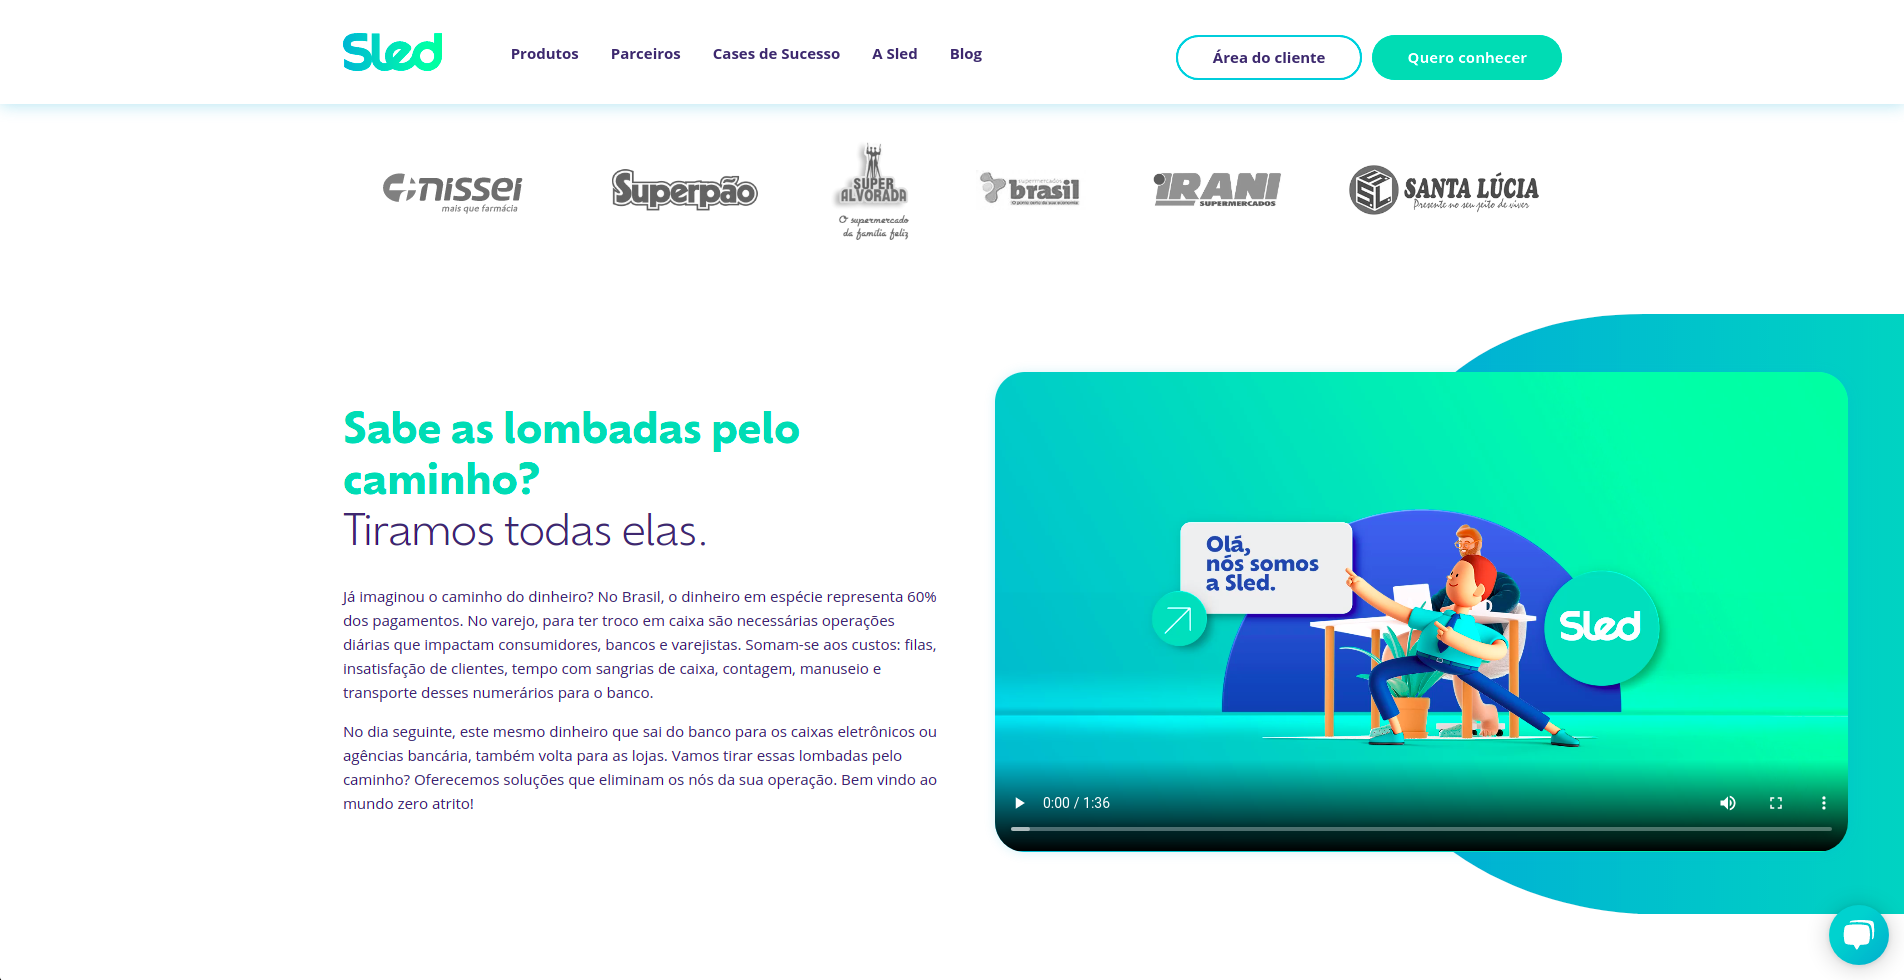 Sled
Produtos
Parceiros
Cases de Sucesso
A Sled
Blog
Área do cliente
Quero conhecer
nissei
mais que farmácia
Superpão
SUPER
ALVORADA
O supermercado
da família feliz
supermercados
brasil
O ponto certo da sua economia
IRANI
SUPERMERCADOS
SANTA LÚCIA
Presente no seu jeito de viver
Sabe as lombadas pelo
caminho?
Tiramos todas elas.
Já imaginou o caminho do dinheiro? No Brasil, o dinheiro em espécie representa 60%
dos pagamentos. No varejo, para ter troco em caixa são necessárias operações
diárias que impactam consumidores, bancos e varejistas. Somam-se aos custos: filas,
insatisfação de clientes, tempo com sangrias de caixa, contagem, manuseio e
transporte desses numerários para o banco.
No dia seguinte, este mesmo dinheiro que sai do banco para os caixas eletrônicos ou
agências bancária, também volta para as lojas. Vamos tirar essas lombadas pelo
caminho? Oferecemos soluções que eliminam os nós da sua operação. Bem vindo ao
mundo zero atrito!
Olá,
nós somos
a Sled.
Sled
0:00 / 1:36